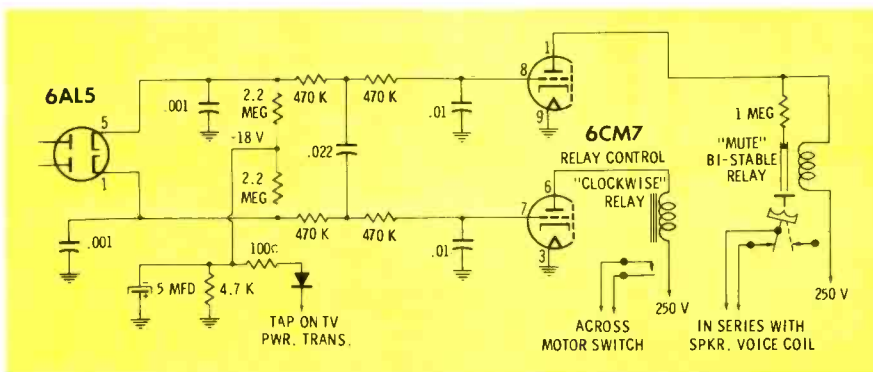 6AL5
5
1
.001
2.2
MEG
-18 V
2.2
MEG
.001
5 MFD
4.7 K
100Ω
TAP ON TV
PWR. TRANS.
470 K
470 K
.022
470 K
470 K
.01
.01
8
1
9
6CM7
RELAY CONTROL
7
6
3
"CLOCKWISE"
RELAY
250 V
ACROSS
MOTOR SWITCH
1 MEG
"MUTE"
BI-STABLE
RELAY
250 V
IN SERIES WITH
SPKR. VOICE COIL